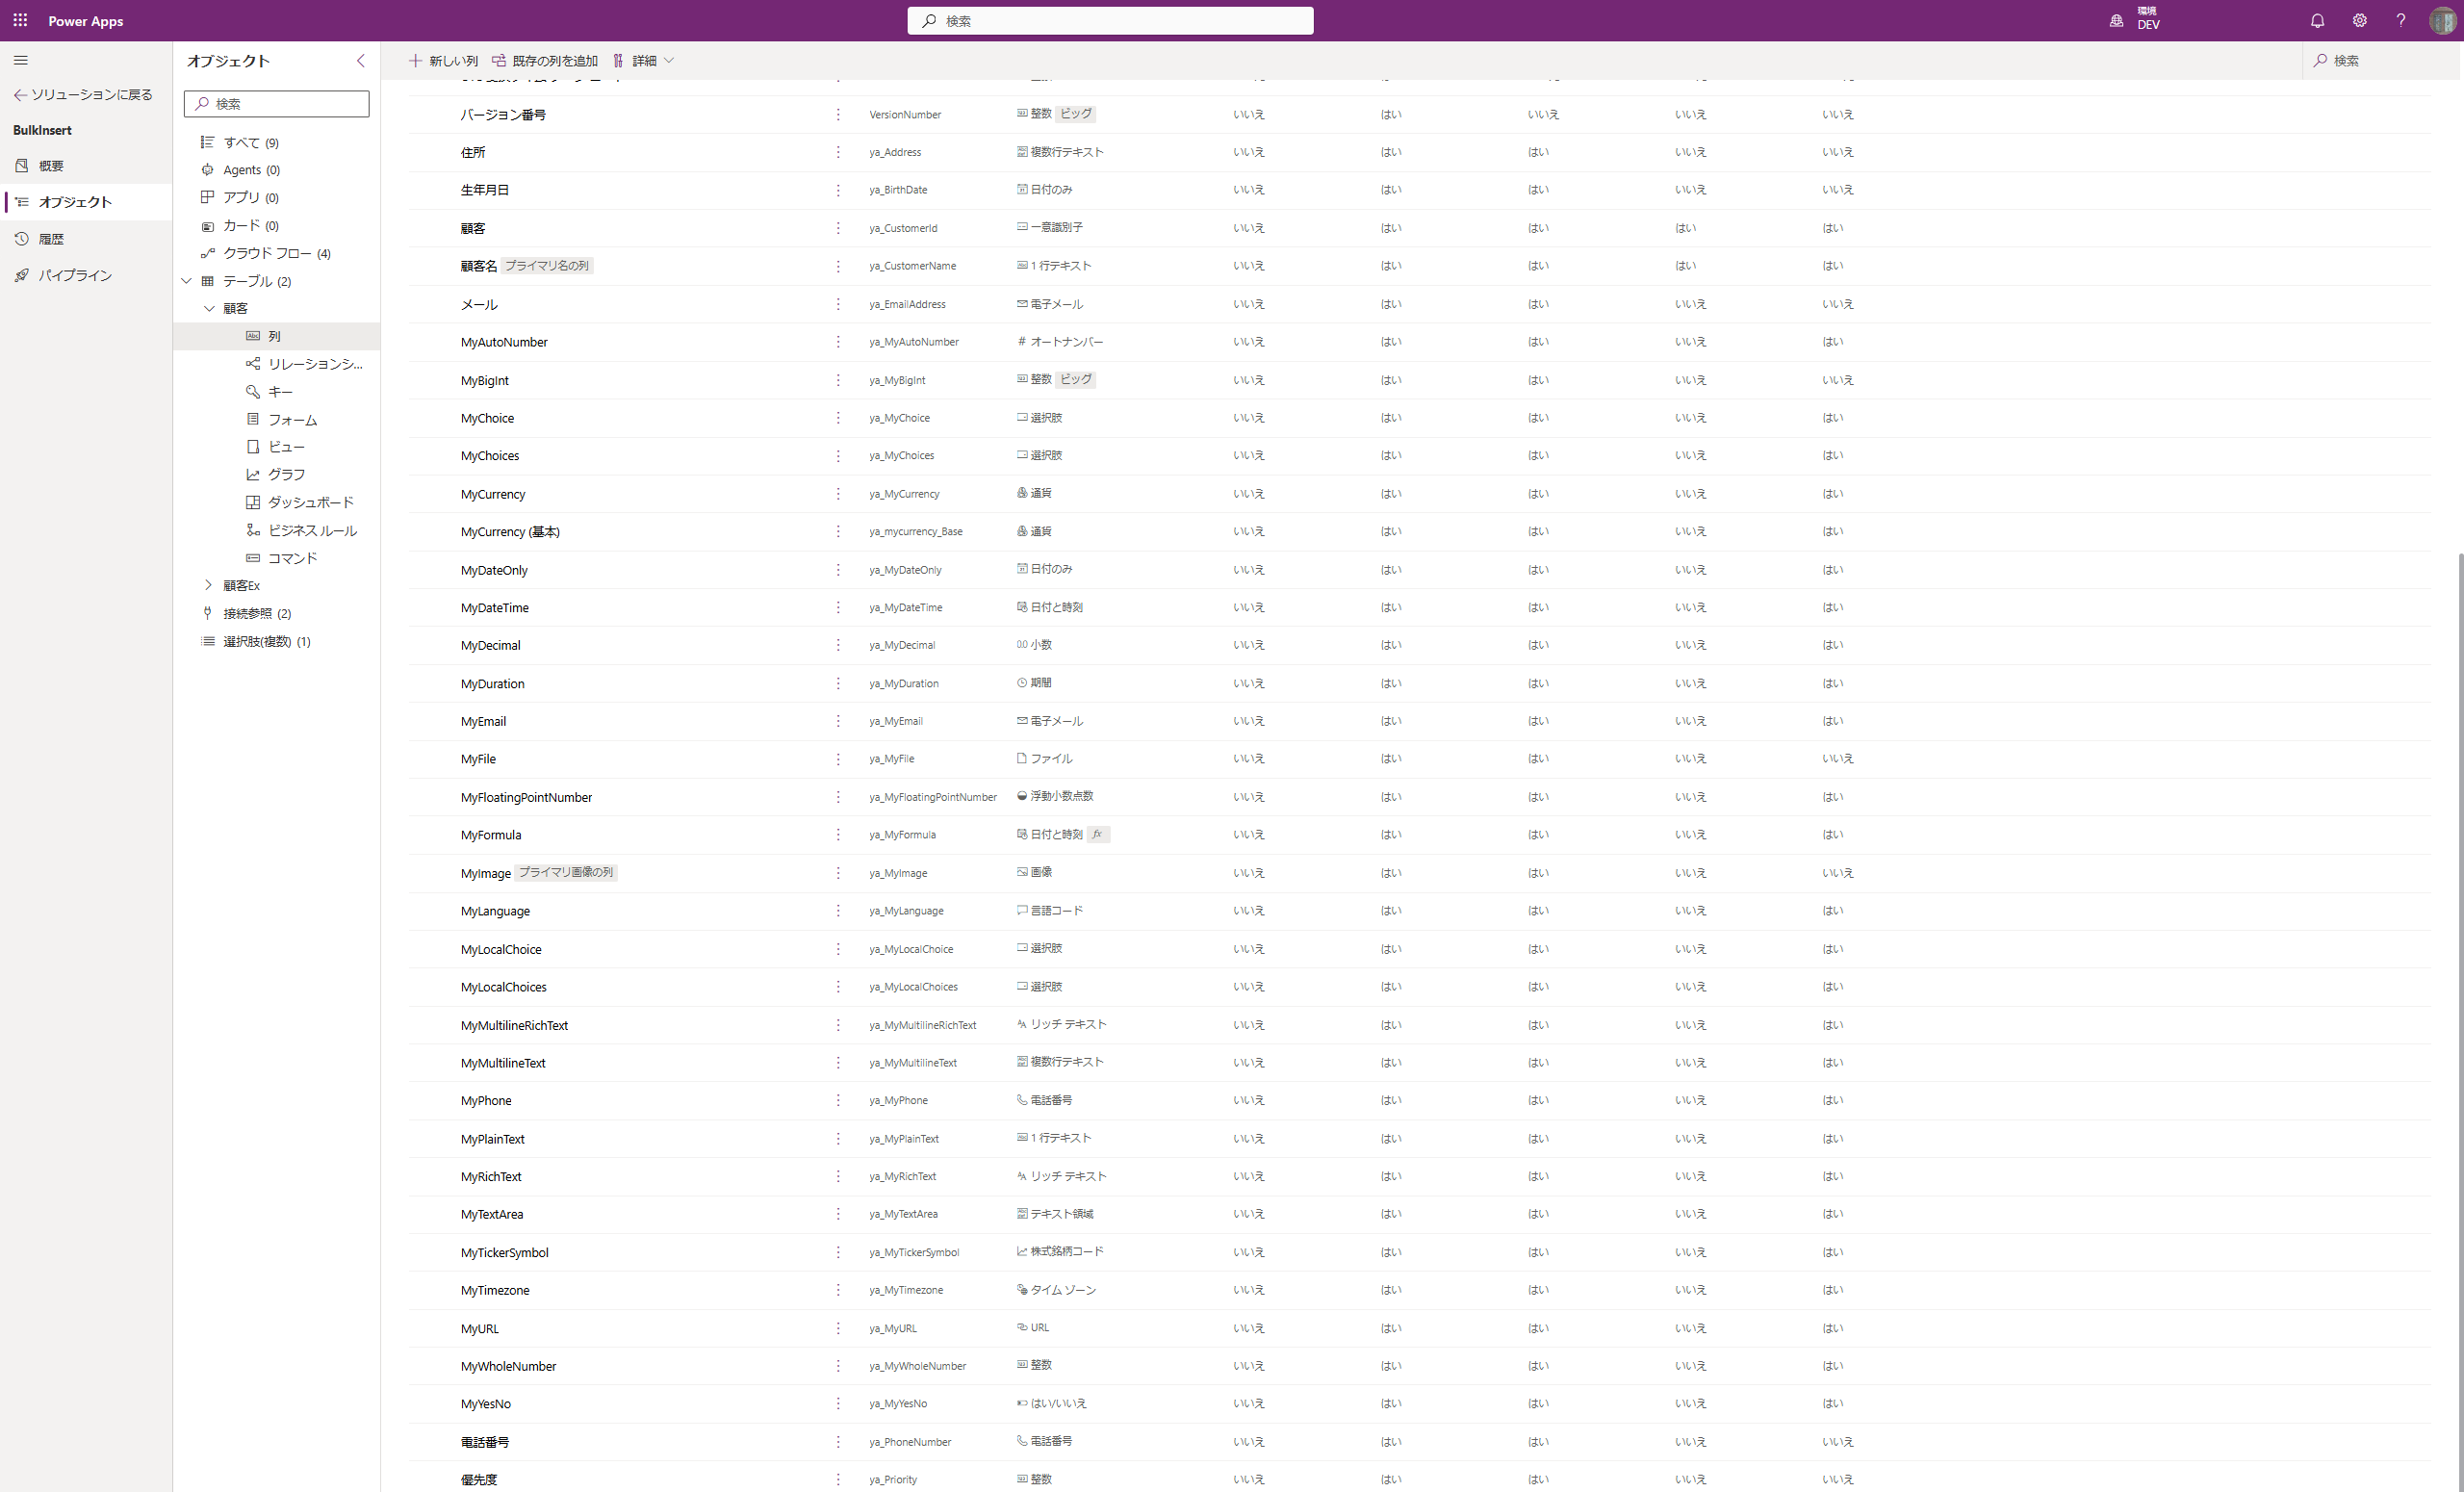 Power Apps
検索
環境
DEV
ソリューションに戻る
BulkInsert
概要
オブジェクト
履歴
パイプライン
オブジェクト
検索
すべて (9)
Agents (0)
アプリ (0)
カード (0)
クラウド フロー (4)
テーブル (2)
顧客
列
リレーションシ...
キー
フォーム
ビュー
グラフ
ダッシュボード
ビジネス ルール
コマンド
顧客Ex
接続参照 (2)
選択肢(複数) (1)
新しい列 既存の列を追加 詳細 検索
バージョン番号 VersionNumber 整数 ビッグ いいえ はい いいえ いいえ いいえ
住所 ya_Address 複数行テキスト いいえ はい はい いいえ いいえ
生年月日 ya_BirthDate 日付のみ いいえ はい はい いいえ いいえ
顧客 ya_CustomerId 一意識別子 いいえ はい はい はい はい
顧客名 プライマリ名の列 ya_CustomerName 1 行テキスト いいえ はい はい はい はい
メール ya_EmailAddress 電子メール いいえ はい はい いいえ いいえ
MyAutoNumber ya_MyAutoNumber # オートナンバー いいえ はい はい いいえ はい
MyBigInt ya_MyBigInt 整数 ビッグ いいえ はい はい いいえ いいえ
MyChoice ya_MyChoice 選択肢 いいえ はい はい いいえ はい
MyChoices ya_MyChoices 選択肢 いいえ はい はい いいえ はい
MyCurrency ya_MyCurrency 通貨 いいえ はい はい いいえ はい
MyCurrency (基本) ya_mycurrency_Base 通貨 いいえ はい はい いいえ はい
MyDateOnly ya_MyDateOnly 日付のみ いいえ はい はい いいえ はい
MyDateTime ya_MyDateTime 日付と時刻 いいえ はい はい いいえ はい
MyDecimal ya_MyDecimal 小数 いいえ はい はい いいえ はい
MyDuration ya_MyDuration 期間 いいえ はい はい いいえ はい
MyEmail ya_MyEmail 電子メール いいえ はい はい いいえ はい
MyFile ya_MyFile ファイル いいえ はい はい いいえ いいえ
MyFloatingPointNumber ya_MyFloatingPointNumber 浮動小数点数 いいえ はい はい いいえ はい
MyFormula ya_MyFormula 日付と時刻 fx いいえ はい はい いいえ はい
MyImage プライマリ画像の列 ya_MyImage 画像 いいえ はい はい いいえ いいえ
MyLanguage ya_MyLanguage 言語コード いいえ はい はい いいえ はい
MyLocalChoice ya_MyLocalChoice 選択肢 いいえ はい はい いいえ はい
MyLocalChoices ya_MyLocalChoices 選択肢 いいえ はい はい いいえ はい
MyMultilineRichText ya_MyMultilineRichText リッチ テキスト いいえ はい はい いいえ はい
MyMultilineText ya_MyMultilineText 複数行テキスト いいえ はい はい いいえ はい
MyPhone ya_MyPhone 電話番号 いいえ はい はい いいえ はい
MyPlainText ya_MyPlainText 1 行テキスト いいえ はい はい いいえ はい
MyRichText ya_MyRichText リッチ テキスト いいえ はい はい いいえ はい
MyTextArea ya_MyTextArea テキスト領域 いいえ はい はい いいえ はい
MyTickerSymbol ya_MyTickerSymbol 株式銘柄コード いいえ はい はい いいえ はい
MyTimezone ya_MyTimezone タイム ゾーン いいえ はい はい いいえ はい
MyURL ya_MyURL URL いいえ はい はい いいえ はい
MyWholeNumber ya_MyWholeNumber 整数 いいえ はい はい いいえ はい
MyYesNo ya_MyYesNo はい/いいえ いいえ はい はい いいえ はい
電話番号 ya_PhoneNumber 電話番号 いいえ はい はい いいえ いいえ
優先度 ya_Priority 整数 いいえ はい はい いいえ いいえ